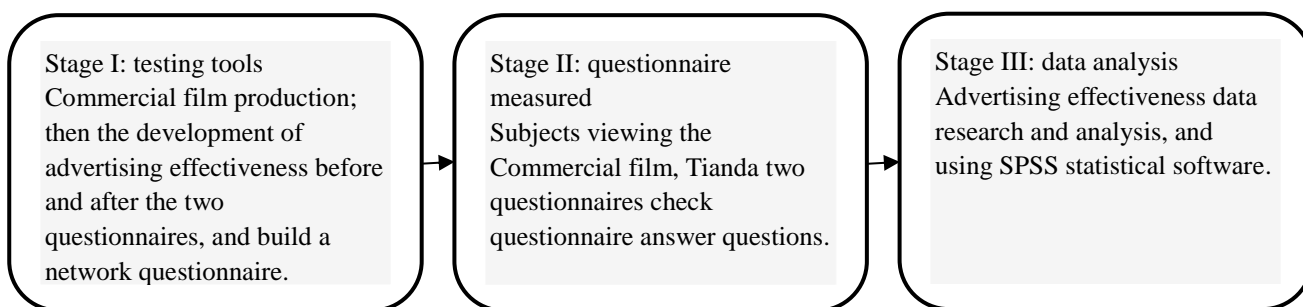 Stage I: testing tools
Commercial film production;
then the development of
advertising effectiveness before
and after the two
questionnaires, and build a
network questionnaire.
Stage II: questionnaire
measured
Subjects viewing the
Commercial film, Tianda two
questionnaires check
questionnaire answer questions.
Stage III: data analysis
Advertising effectiveness data
research and analysis, and
using SPSS statistical software.